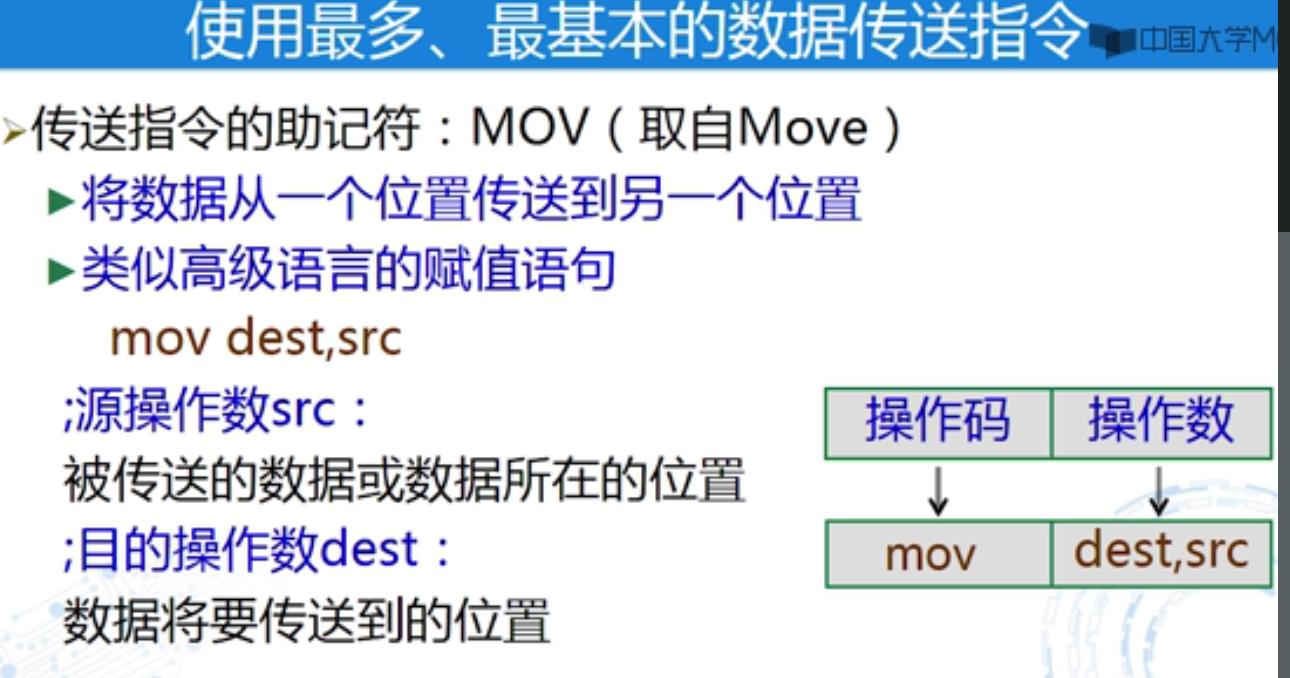 使用最多、最基本的数据传送指令
中国大学M
传送指令的助记符：MOV（取自Move）
将数据从一个位置传送到另一个位置
类似高级语言的赋值语句
mov dest,src
;源操作数src：
被传送的数据或数据所在的位置
;目的操作数dest：
数据将要传送到的位置
操作码 操作数
mov dest,src